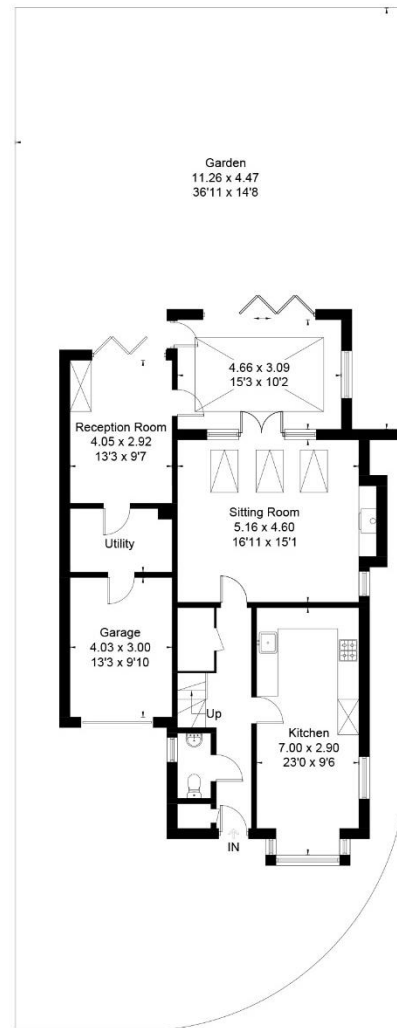 Garden
11.26 x 4.47
36'11 x 14'8
4.66 x 3.09
15'3 x 10'2
Reception Room
4.05 x 2.92
13'3 x 9'7
Sitting Room
5.16 x 4.60
16'11 x 15'1
Utility
Garage
4.03 x 3.00
13'3 x 9'10
Up
Kitchen
7.00 x 2.90
23'0 x 9'6
IN